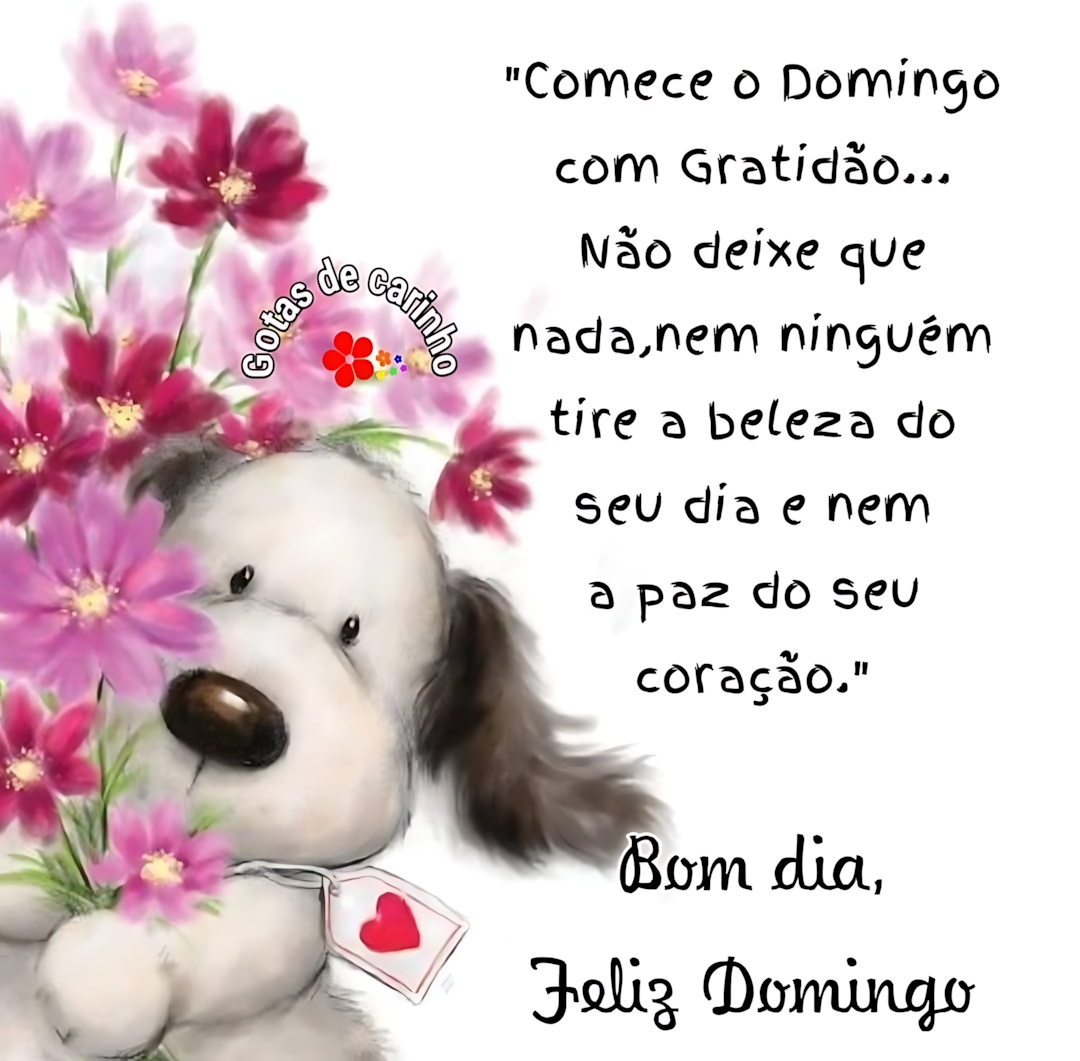 "Comece o Domingo
com Gratidão...
Não deixe que
nada,nem ninguém
tire a beleza do
seu dia e nem
a paz do seu
coração."
Gotas de carinho
Bom dia,
Feliz Domingo